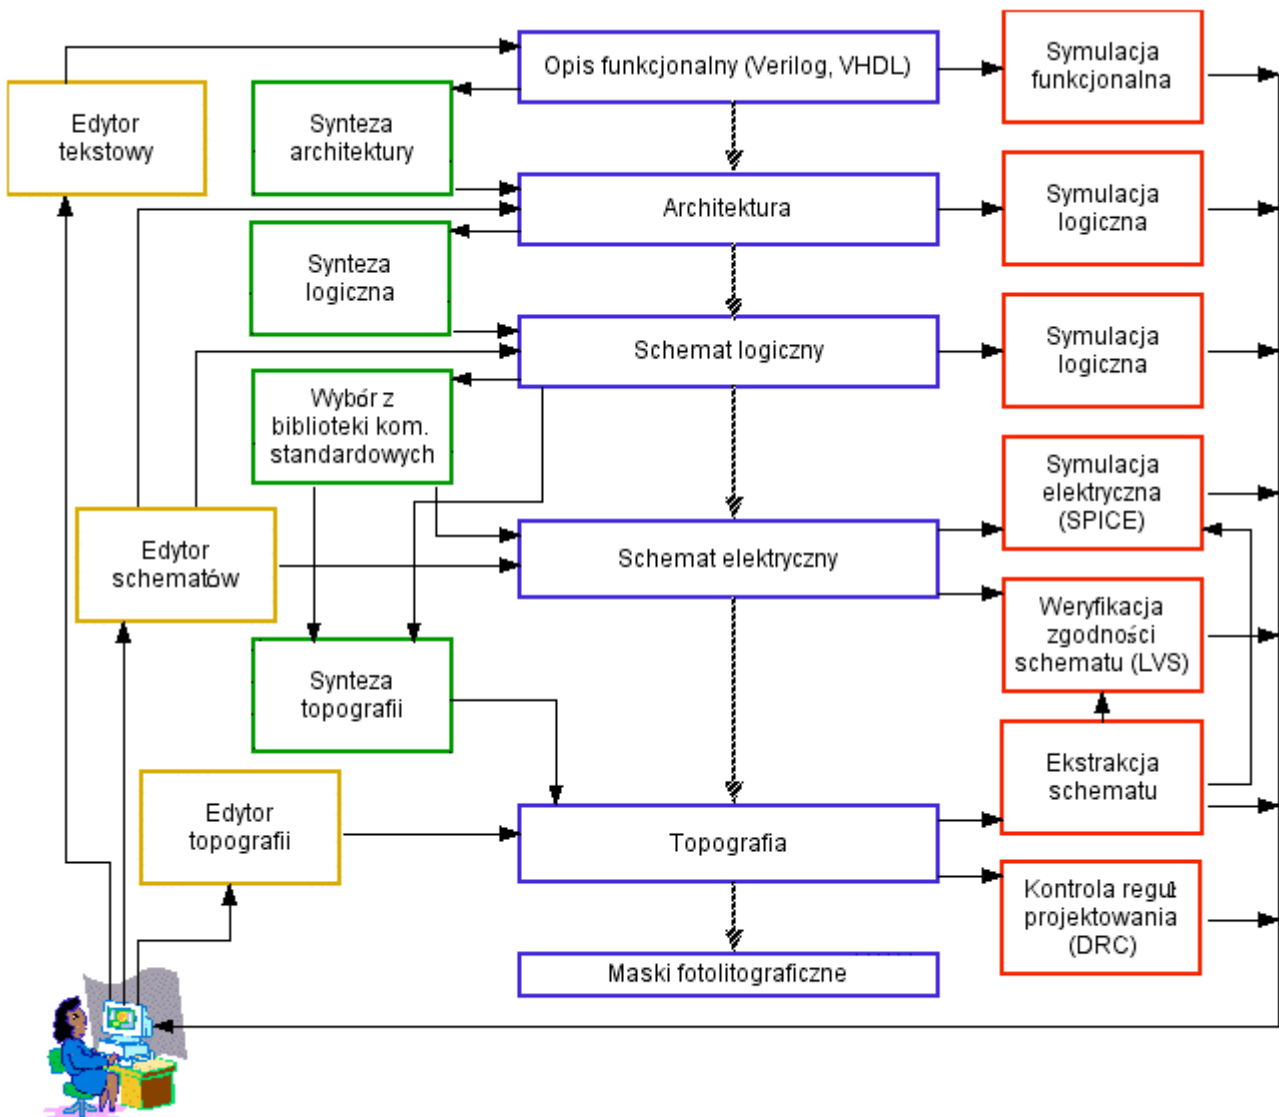 Opis funkcjonalny (Verilog, VHDL)
Symulacja
funkcjonalna
Edytor
tekstowy
Synteza
architektury
Architektura
Symulacja
logiczna
Synteza
logiczna
Schemat logiczny
Symulacja
logiczna
Wybór z
biblioteki kom.
standardowych
Symulacja
elektryczna
(SPICE)
Edytor
schematów
Schemat elektryczny
Weryfikacja
zgodności
schematu (LVS)
Synteza
topografii
Ekstrakcja
schematu
Edytor
topografii
Topografia
Kontrola reguł
projektowania
(DRC)
Maski fotolitograficzne